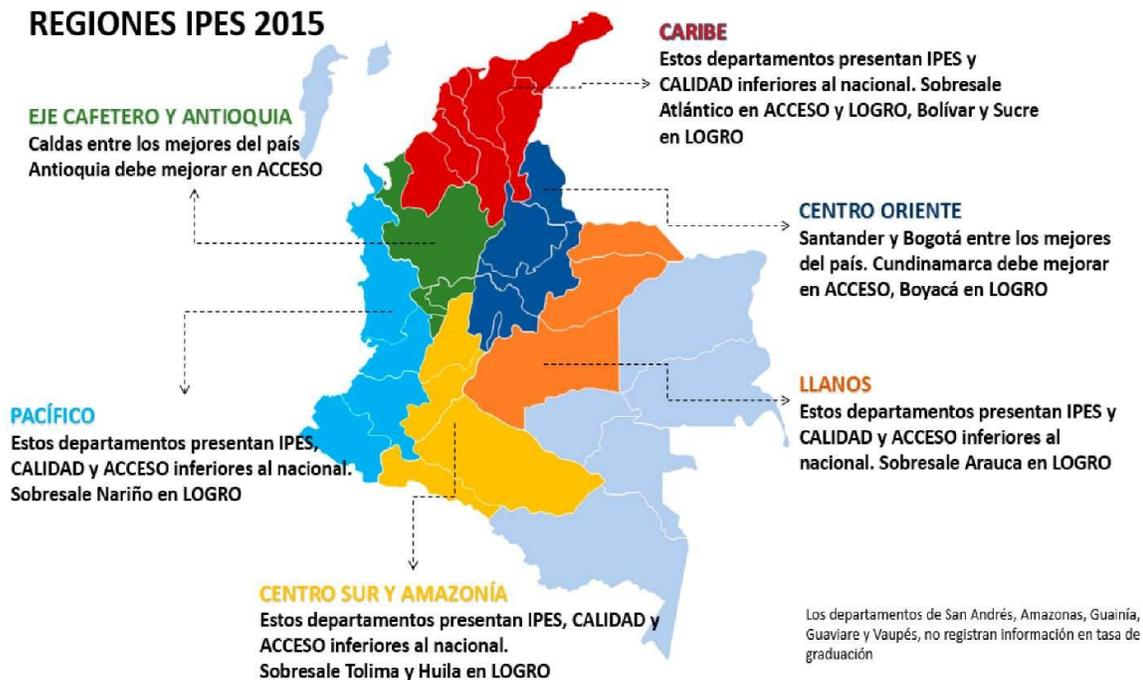 REGIONES IPES 2015
CARIBE
Estos departamentos presentan IPES y
CALIDAD inferiores al nacional. Sobresale
Atlántico en ACCESO y LOGRO, Bolívar y Sucre
en LOGRO
EJE CAFETERO Y ANTIOQUIA
Caldas entre los mejores del país
Antioquia debe mejorar en ACCESO
CENTRO ORIENTE
Santander y Bogotá entre los mejores
del país. Cundinamarca debe mejorar
en ACCESO, Boyacá en LOGRO
LLANOS
Estos departamentos presentan IPES y
CALIDAD y ACCESO inferiores al
nacional. Sobresale Arauca en LOGRO
PACÍFICO
Estos departamentos presentan IPES,
CALIDAD y ACCESO inferiores al nacional.
Sobresale Nariño en LOGRO
CENTRO SUR Y AMAZONÍA
Estos departamentos presentan IPES, CALIDAD y
ACCESO inferiores al nacional.
Sobresale Tolima y Huila en LOGRO
Los departamentos de San Andrés, Amazonas, Guainía,
Guaviare y Vaupés, no registran información en tasa de
graduación